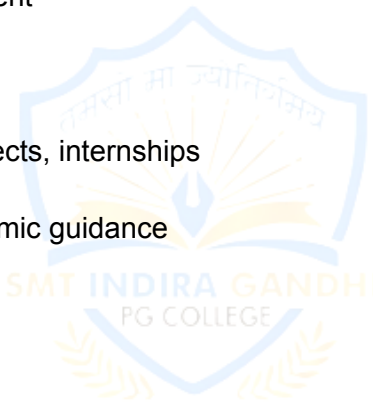 ent
तमसो मा ज्योतिर्गमय
ects, internships
mic guidance
SMT INDIRA GANDH
PG COLLEGE